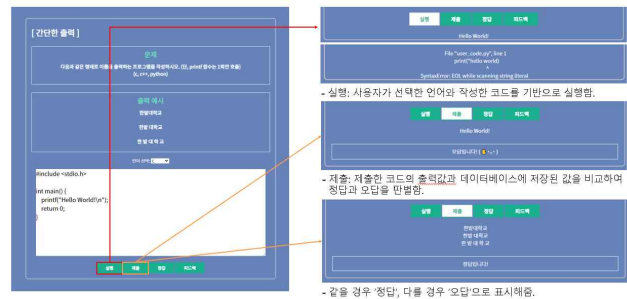 [ 간단한 출력 ]
문제
다음과 같은 형태로 이름을 출력하는 프로그램을 작성하시오. (단, printf 함수는 1회만 호출)
(c, c++, python)
출력 예시
한밭대학교
한밭 대학교
한 밭 대 학 교
언어 선택:
#include <stdio.h>
int main() {
printf("Hello World!\n");
return 0;
}
실행 제출 정답 피드백
실행 제출 정답 피드백
Hello World!
File "user_code.py", line 1
print("hello world)
^
SyntaxError: EOL while scanning string literal
- 실행: 사용자가 선택한 언어와 작성한 코드를 기반으로 실행함.
실행 제출 정답 피드백
Hello World!
오답입니다!
- 제출: 제출한 코드의 출력값과 데이터베이스에 저장된 값을 비교하여
정답과 오답을 판별함.
실행 제출 정답 피드백
한밭대학교
한밭 대학교
한 밭 대 학 교
정답입니다!
- 같을 경우 '정답', 다를 경우 '오답'으로 표시해줌.